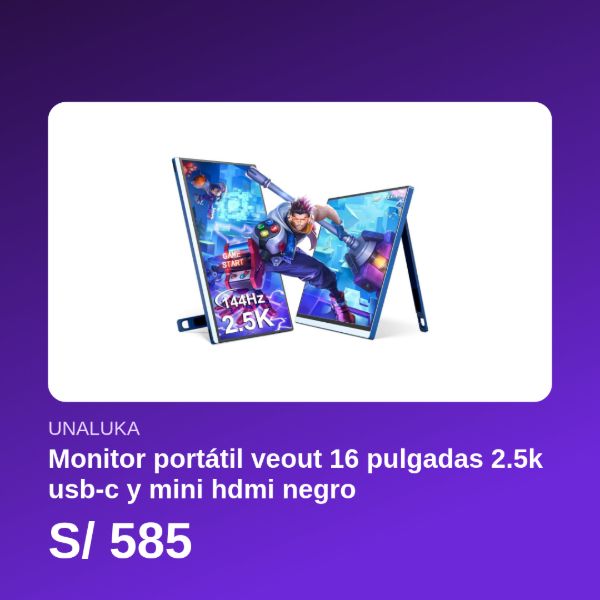 GAME
START
144Hz
2.5K
UNALUKA
Monitor portátil veout 16 pulgadas 2.5k
usb-c y mini hdmi negro
S/ 585